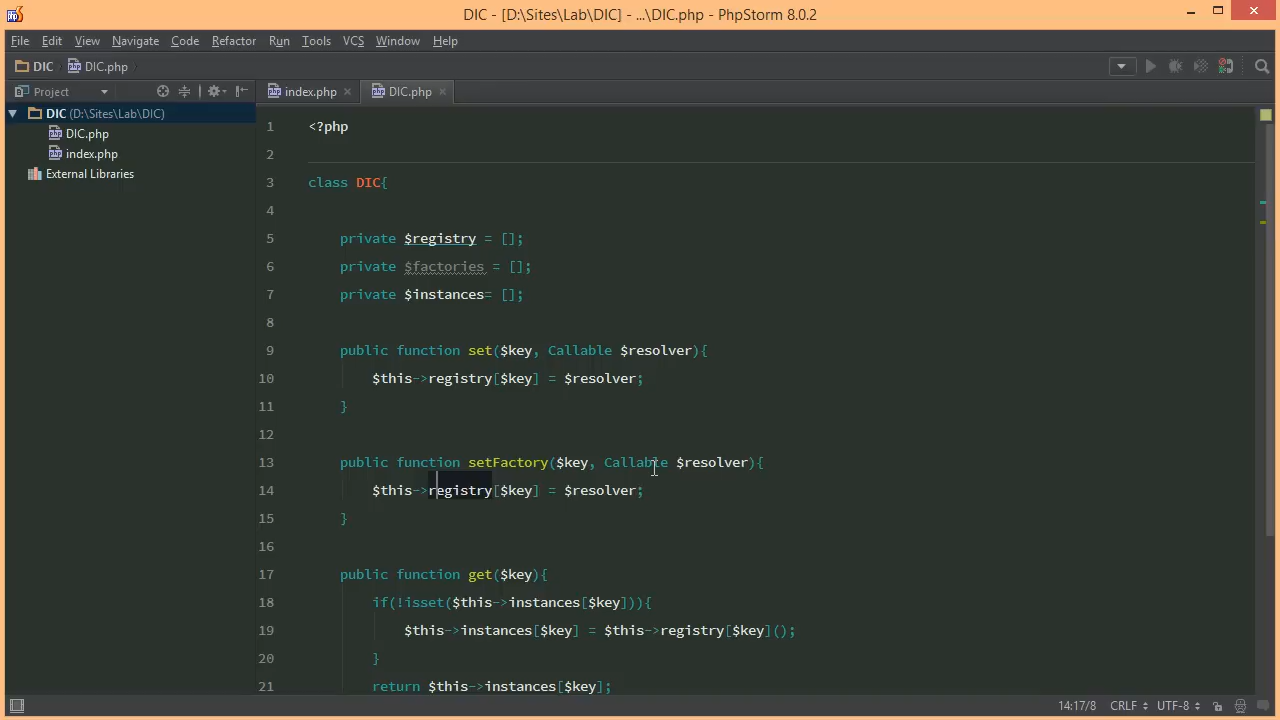 DIC - [D:\Sites\Lab\DIC] - ...\DIC.php - PhpStorm 8.0.2
File Edit View Navigate Code Refactor Run Tools VCS Window Help
DIC DIC.php
Project
index.php
DIC.php
DIC (D:\Sites\Lab\DIC)
DIC.php
index.php
External Libraries
1 <?php
2
3 class DIC{
4
5 private $registry = [];
6 private $factories = [];
7 private $instances= [];
8
9 public function set($key, Callable $resolver){
10 $this->registry[$key] = $resolver;
11 }
12
13 public function setFactory($key, Callable $resolver){
14 $this->registry[$key] = $resolver;
15 }
16
17 public function get($key){
18 if(!isset($this->instances[$key])){
19 $this->instances[$key] = $this->registry[$key]();
20 }
21 return $this->instances[$key];
14:17/8 CRLF UTF-8